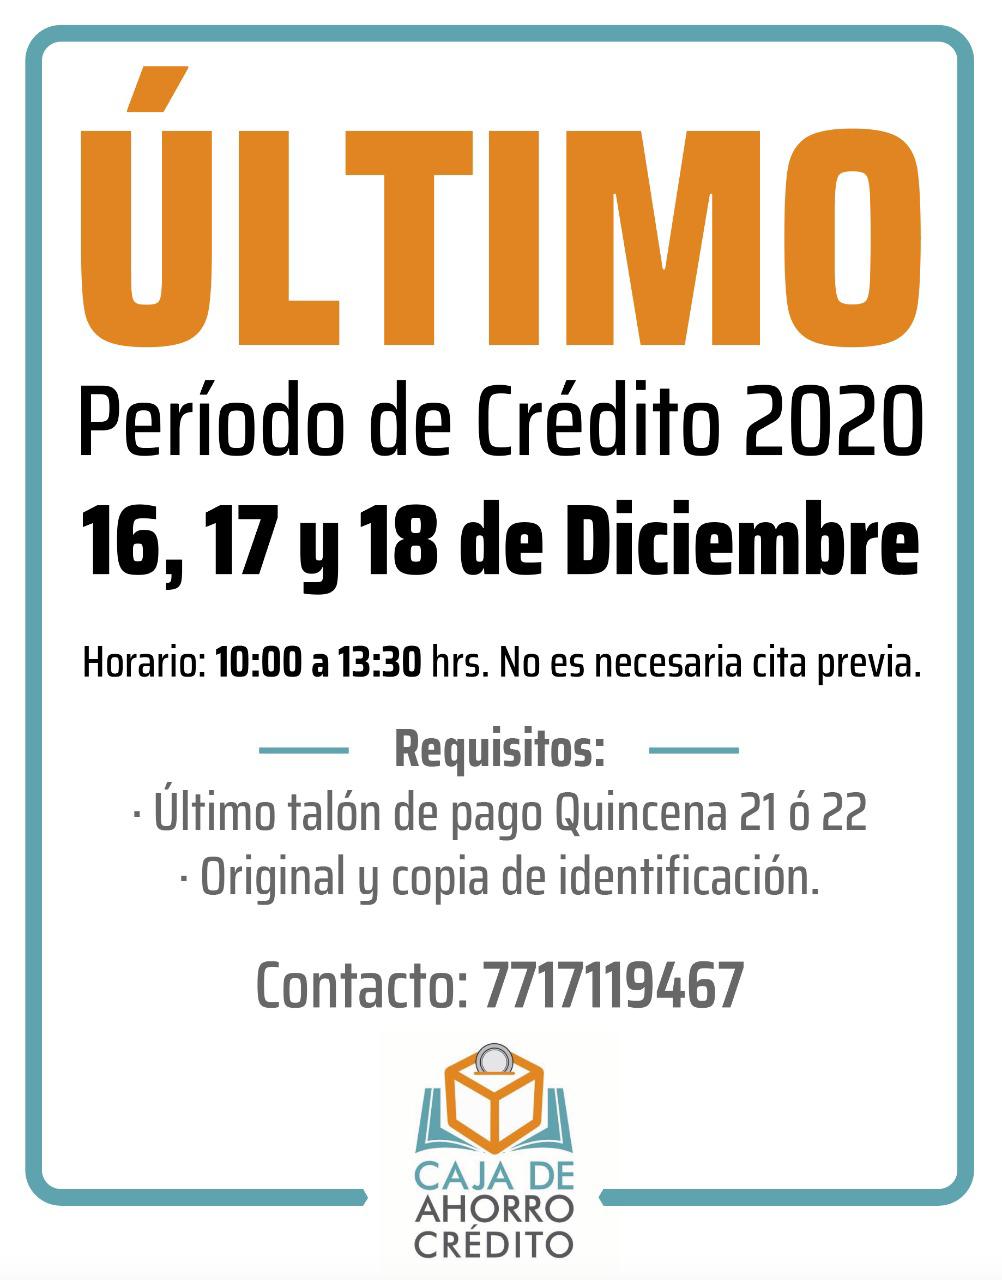 ÚLTIMO
Período de Crédito 2020
16, 17 y 18 de Diciembre
Horario: 10:00 a 13:30 hrs. No es necesaria cita previa.
Requisitos:
· Último talón de pago Quincena 21 ó 22
· Original y copia de identificación.
Contacto: 7717119467
CAJA DE
AHORRO
CRÉDITO